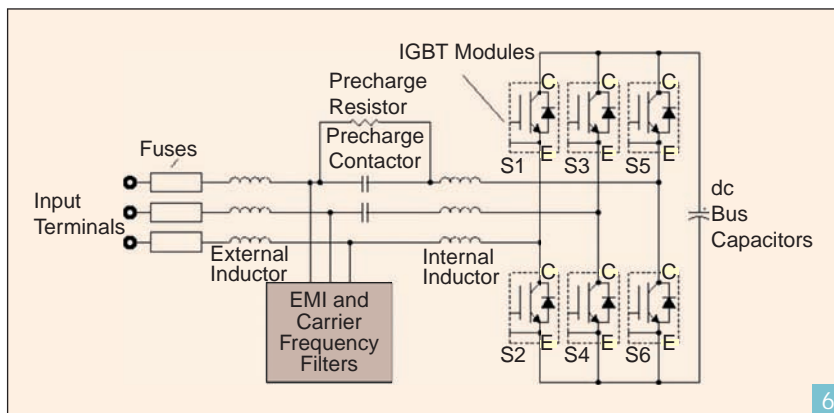 IGBT Modules
Precharge
Resistor
Precharge
Contactor
Fuses
Input
Terminals
External
Inductor
Internal
Inductor
EMI and
Carrier
Frequency
Filters
C
C
C
E
E
E
S1
S3
S5
dc
Bus
Capacitors
+
C
C
C
E
E
E
S2
S4
S6
6